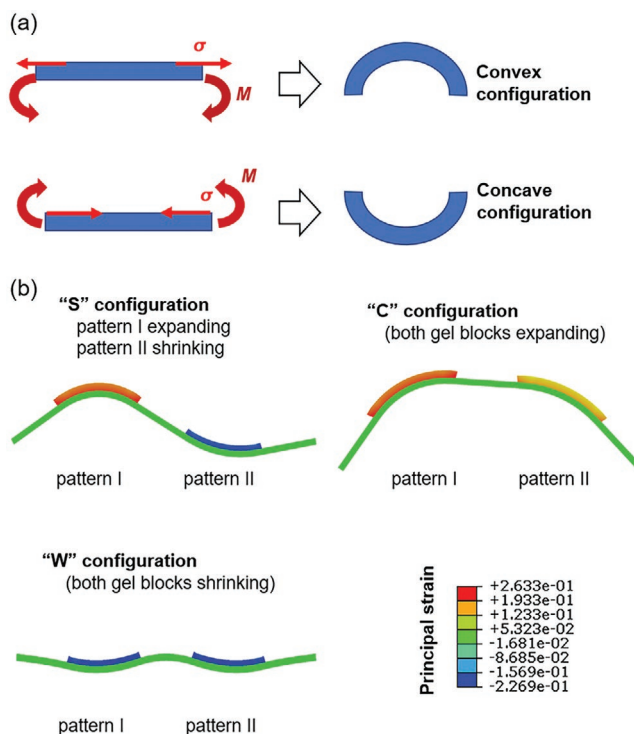 (a)
σ
M
Convex
configuration
σ
M
Concave
configuration
(b)
“S” configuration
pattern I expanding
pattern II shrinking
pattern I
pattern II
“C” configuration
(both gel blocks expanding)
pattern I
pattern II
“W” configuration
(both gel blocks shrinking)
pattern I
pattern II
Principal strain
+2.633e-01
+1.933e-01
+1.233e-01
+5.323e-02
-1.681e-02
-8.685e-02
-1.569e-01
-2.269e-01